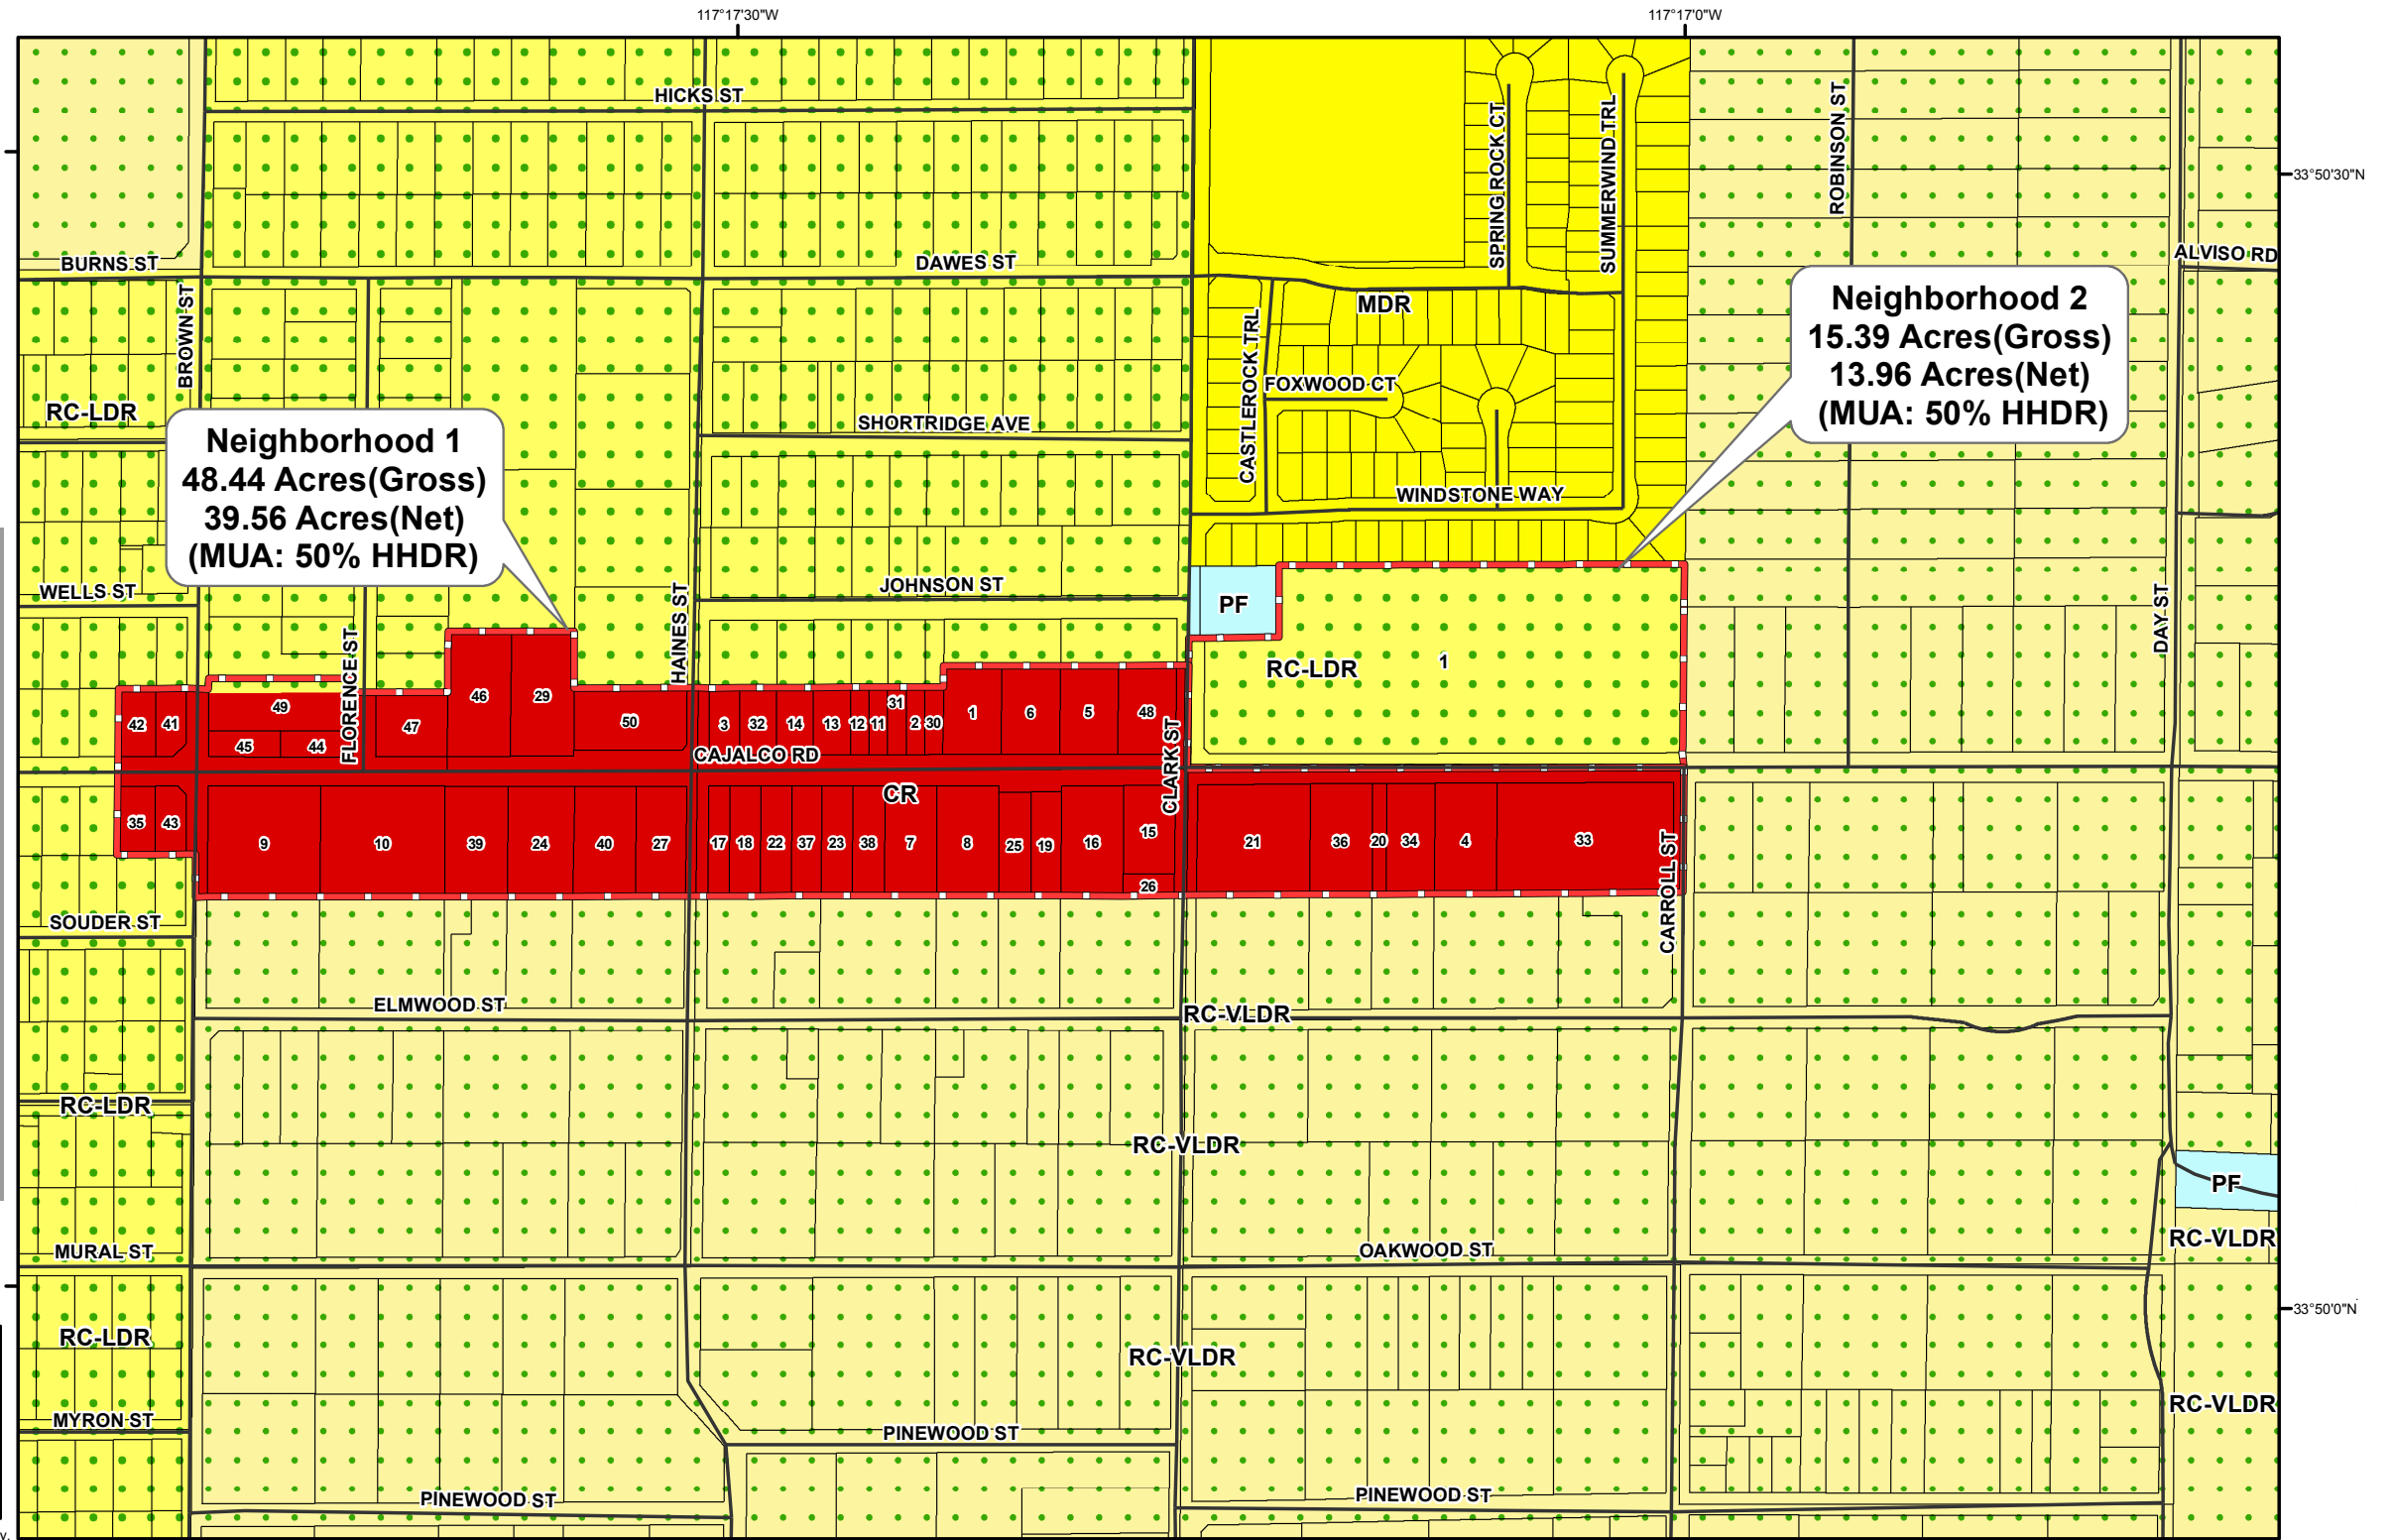 117°17'30"W
117°17'0"W
HICKS ST
SPRING ROCK CT
SUMMERWIND TRL
ROBINSON ST
33°50'30"N
BURNS ST
DAWES ST
ALVISO RD
BROWN ST
MDR
Neighborhood 2
15.39 Acres(Gross)
13.96 Acres(Net)
(MUA: 50% HHDR)
CASTLEROCK TRL
FOXWOOD CT
RC-LDR
SHORTRIDGE AVE
Neighborhood 1
48.44 Acres(Gross)
39.56 Acres(Net)
(MUA: 50% HHDR)
WINDSTONE WAY
WELLS ST
JOHNSON ST
HAINES ST
PF
DAY ST
FLORENCE ST
RC-LDR
1
42
41
49
45
44
47
46
29
50
3
32
14
13
12
11
31
2
30
1
6
5
48
CAJALCO RD
CLARK ST
CR
35
43
9
10
39
24
40
27
17
18
22
37
23
38
7
8
25
19
16
15
26
21
36
20
34
4
33
CARROLL ST
SOUDER ST
ELMWOOD ST
RC-VLDR
RC-LDR
RC-VLDR
PF
MURAL ST
OAKWOOD ST
RC-VLDR
33°50'0"N
RC-LDR
RC-VLDR
RC-VLDR
MYRON ST
PINEWOOD ST
PINEWOOD ST
PINEWOOD ST